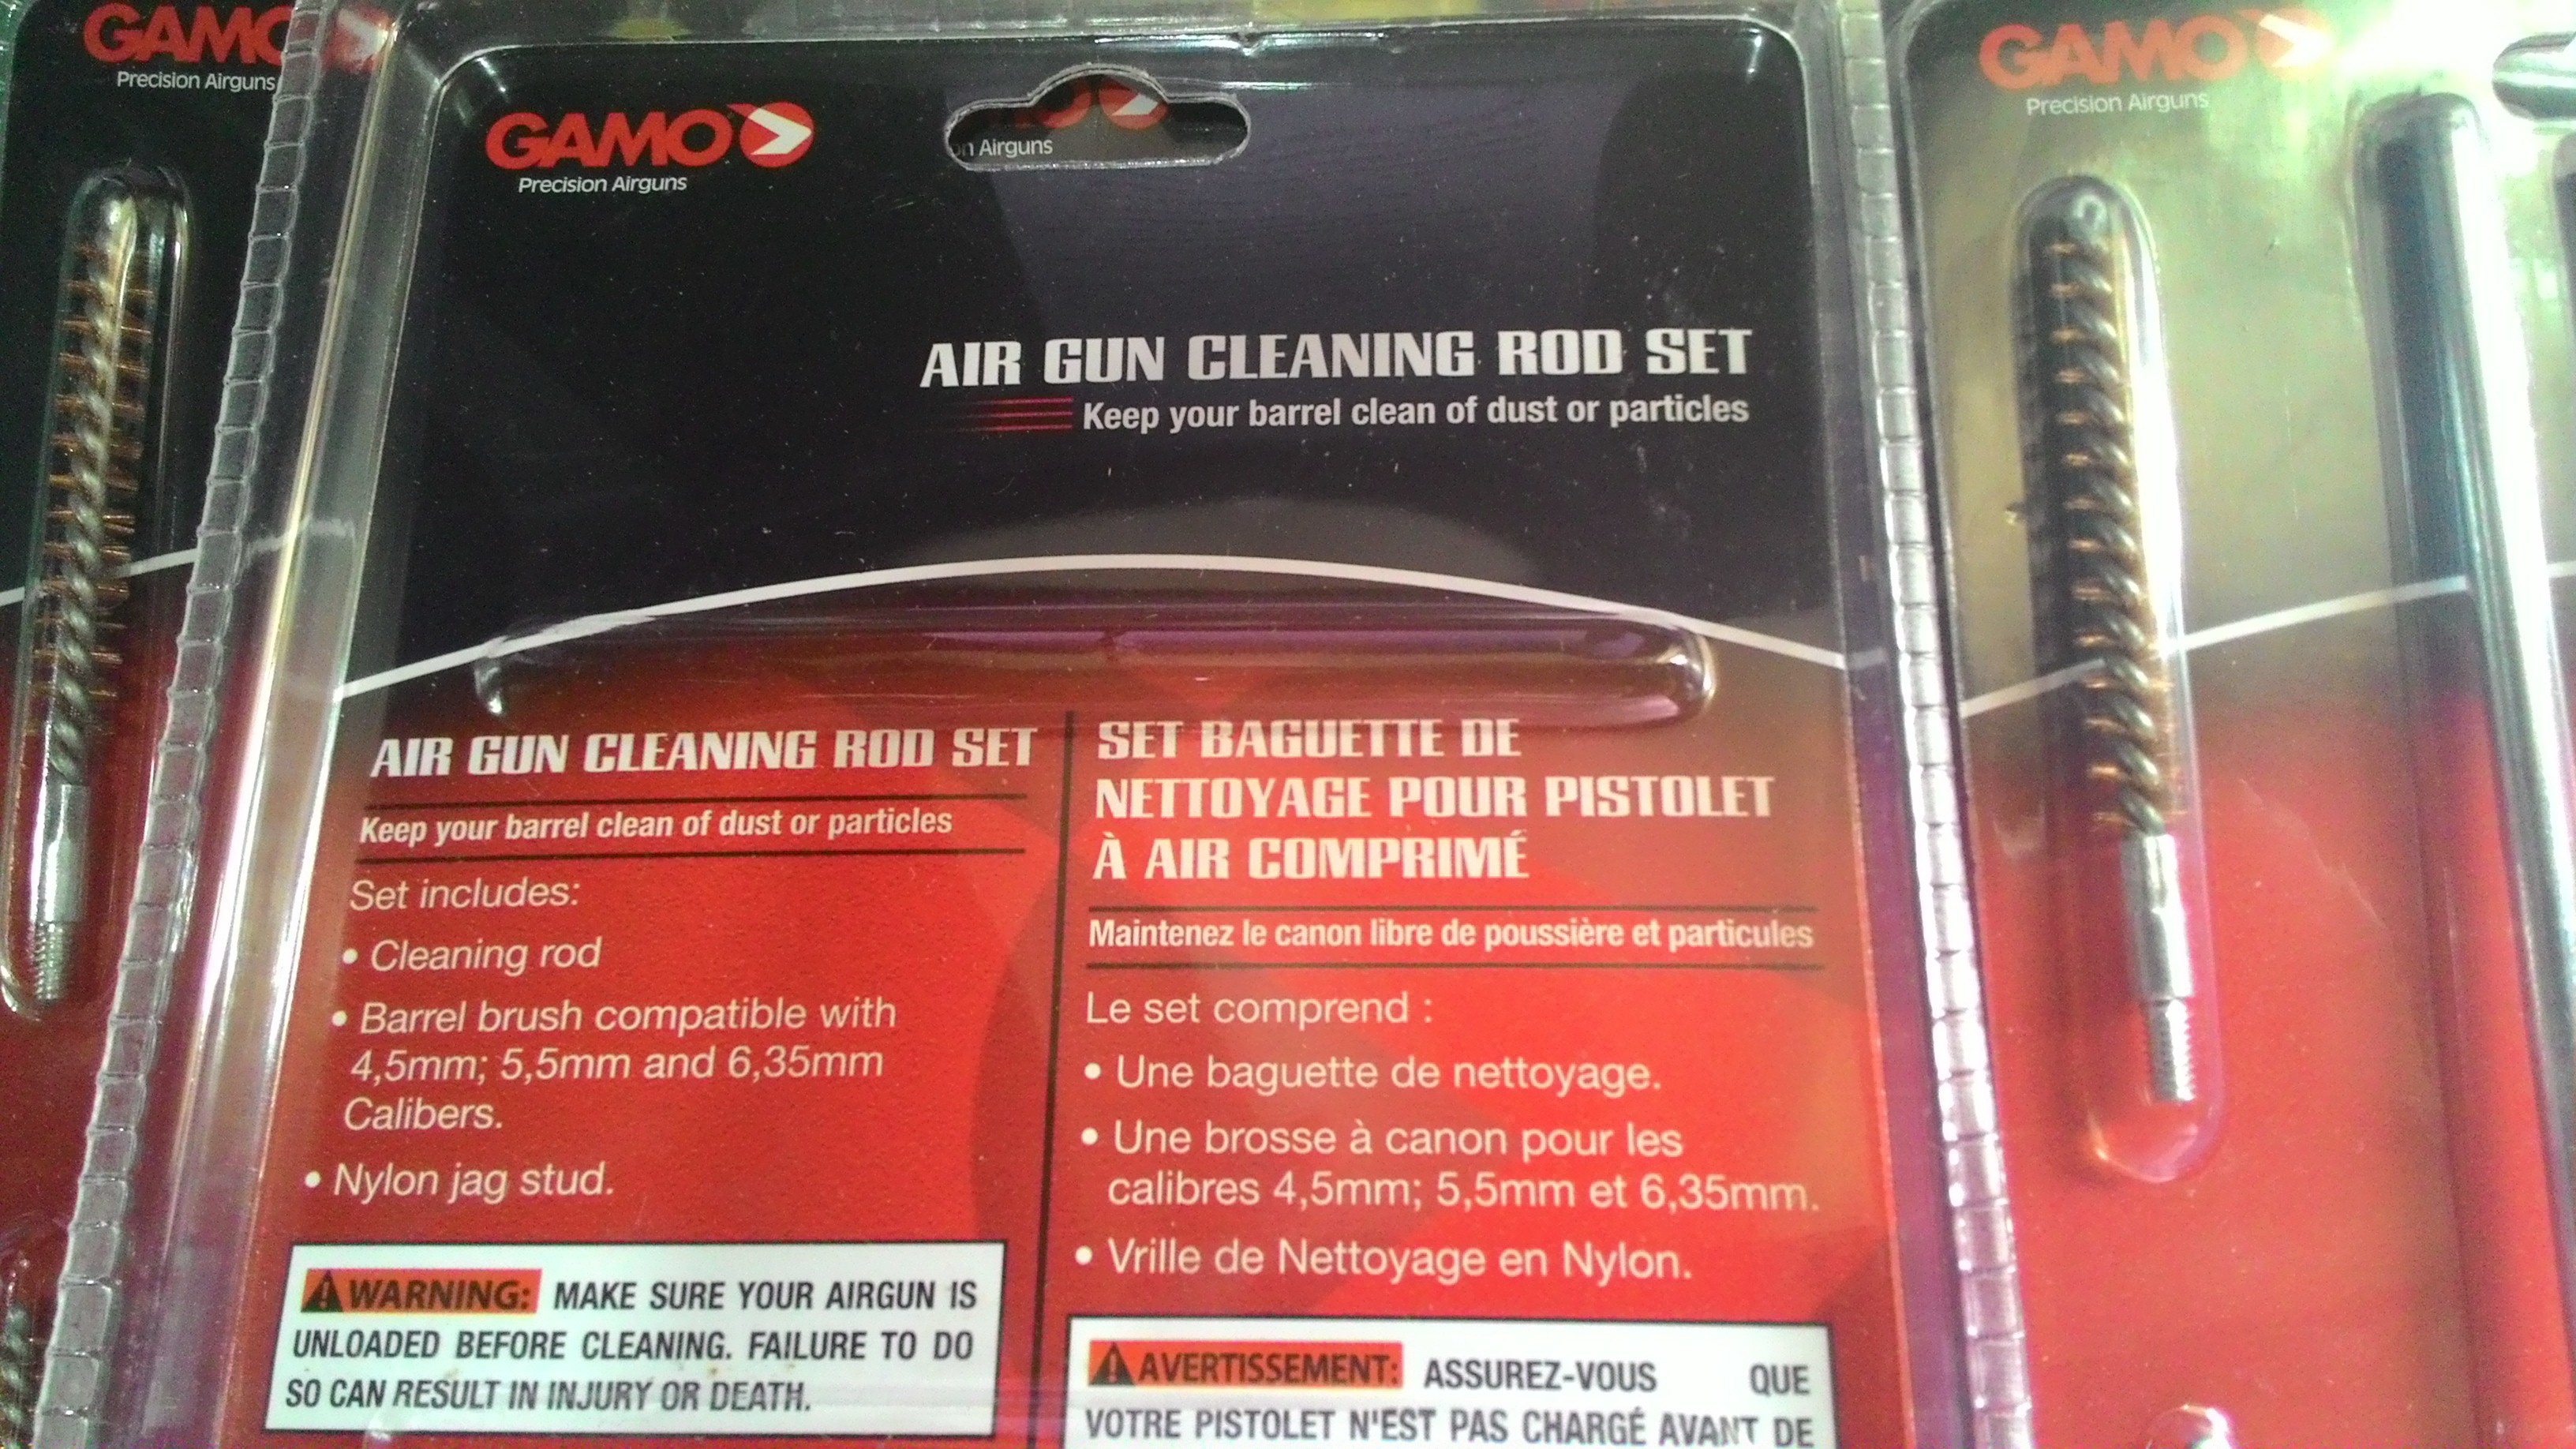 GAMO
Precision Airguns
GAMO
Precision Airguns
on Airguns
GAMO
Precision Airguns
AIR GUN CLEANING ROD SET
Keep your barrel clean of dust or particles
AIR GUN CLEANING ROD SET
Keep your barrel clean of dust or particles
Set includes:
• Cleaning rod
• Barrel brush compatible with
4,5mm; 5,5mm and 6,35mm
Calibers.
• Nylon jag stud.
WARNING: MAKE SURE YOUR AIRGUN IS
UNLOADED BEFORE CLEANING. FAILURE TO DO
SO CAN RESULT IN INJURY OR DEATH.
SET BAGUETTE DE
NETTOYAGE POUR PISTOLET
À AIR COMPRIMÉ
Maintenez le canon libre de poussière et particules
Le set comprend :
• Une baguette de nettoyage.
• Une brosse à canon pour les
calibres 4,5mm; 5,5mm et 6,35mm.
• Vrille de Nettoyage en Nylon.
AVERTISSEMENT: ASSUREZ-VOUS QUE
VOTRE PISTOLET N'EST PAS CHARGÉ AVANT DE